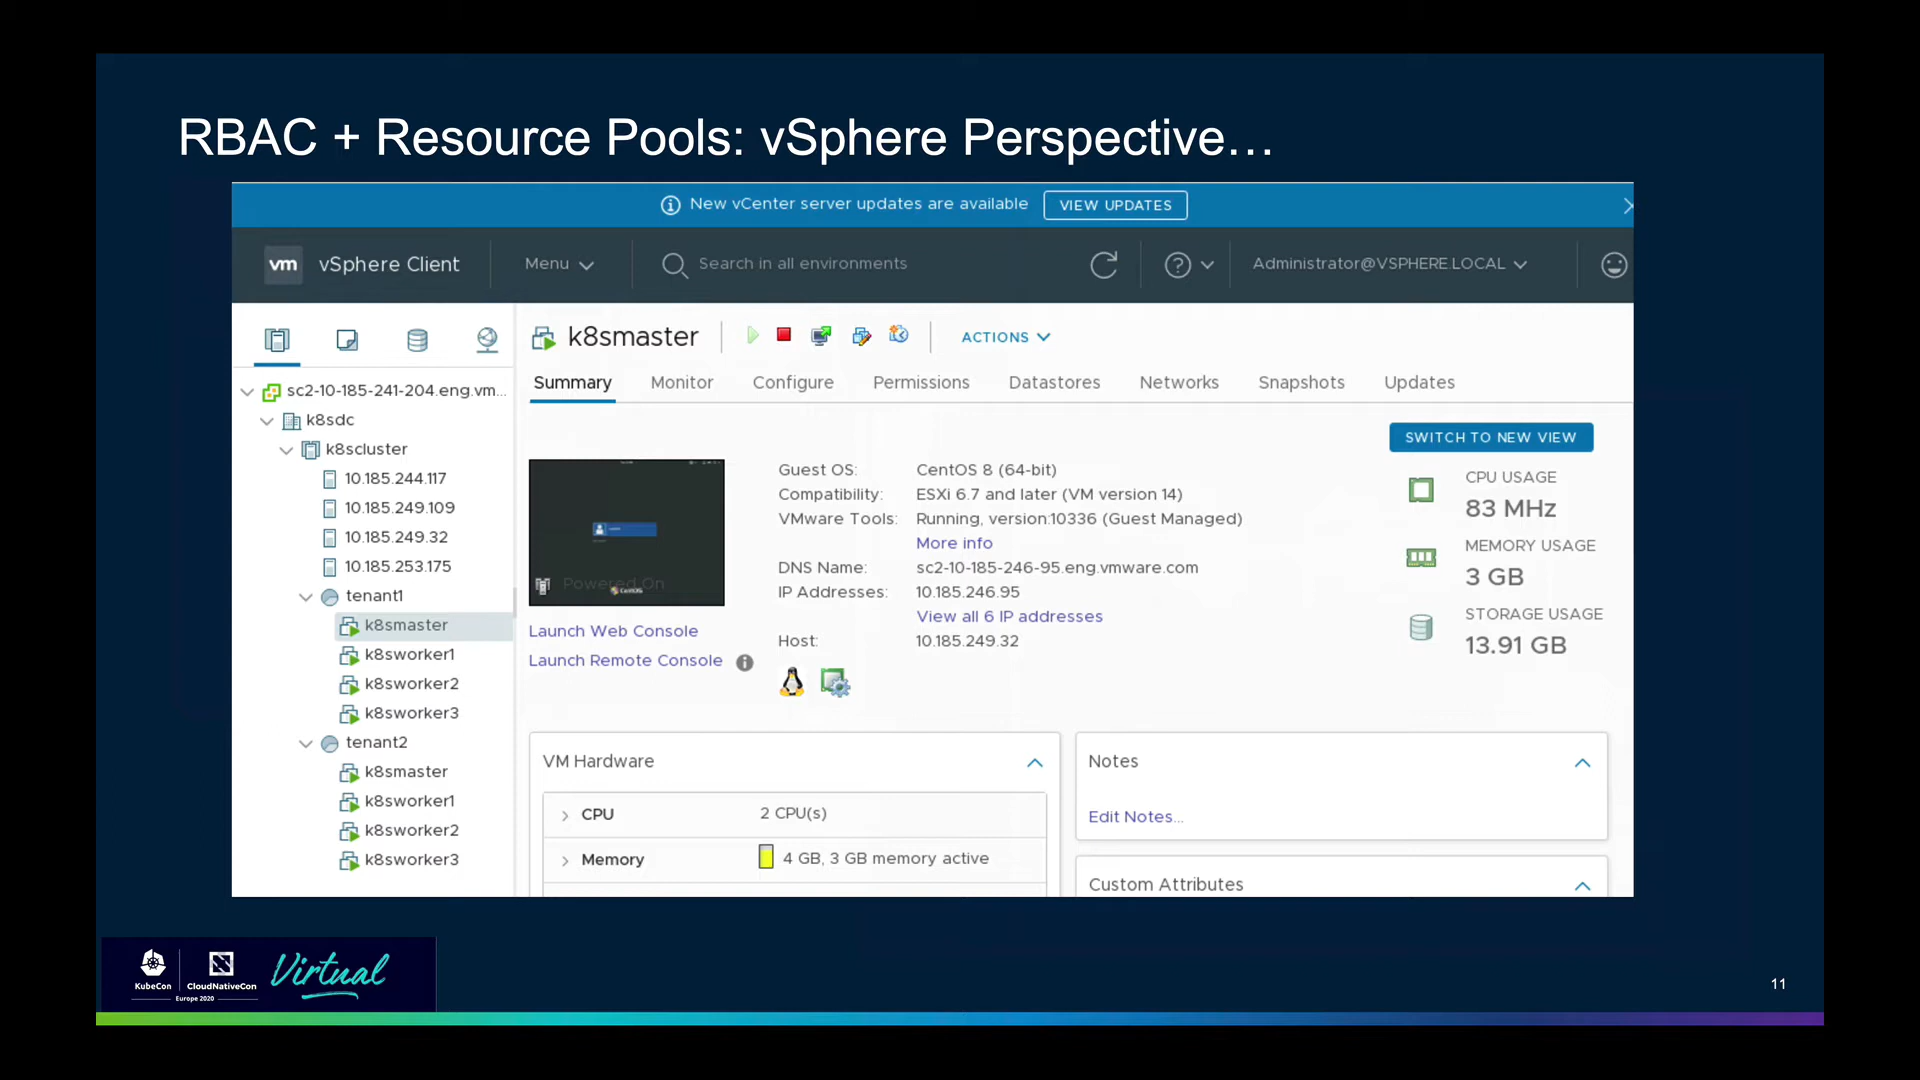 RBAC + Resource Pools: vSphere Perspective…
New vCenter server updates are available
VIEW UPDATES
vm
vSphere Client
Menu
Search in all environments
Administrator@VSPHERE.LOCAL
sc2-10-185-241-204.eng.vm...
k8sdc
k8scluster
10.185.244.117
10.185.249.109
10.185.249.32
10.185.253.175
tenant1
k8smaster
k8sworker1
k8sworker2
k8sworker3
tenant2
k8smaster
k8sworker1
k8sworker2
k8sworker3
k8smaster
ACTIONS
Summary Monitor Configure Permissions Datastores Networks Snapshots Updates
SWITCH TO NEW VIEW
Powered On
CentOS
Launch Web Console
Launch Remote Console
Guest OS: CentOS 8 (64-bit)
Compatibility: ESXi 6.7 and later (VM version 14)
VMware Tools: Running, version:10336 (Guest Managed)
More info
DNS Name: sc2-10-185-246-95.eng.vmware.com
IP Addresses: 10.185.246.95
View all 6 IP addresses
Host: 10.185.249.32
CPU USAGE
83 MHz
MEMORY USAGE
3 GB
STORAGE USAGE
13.91 GB
VM Hardware
CPU 2 CPU(s)
Memory 4 GB, 3 GB memory active
Notes
Edit Notes...
Custom Attributes
KubeCon CloudNativeCon
Europe 2020
Virtual
11